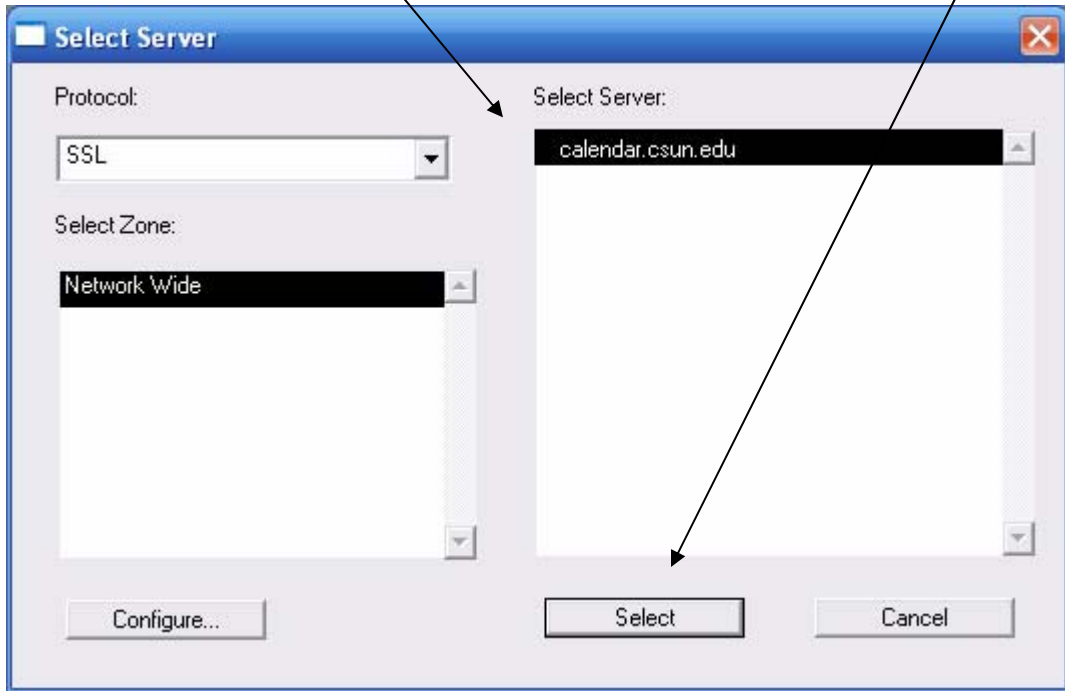 Select Server
Protocol:
SSL
Select Zone:
Network Wide
Configure...
Select Server:
calendar.csun.edu
Select
Cancel